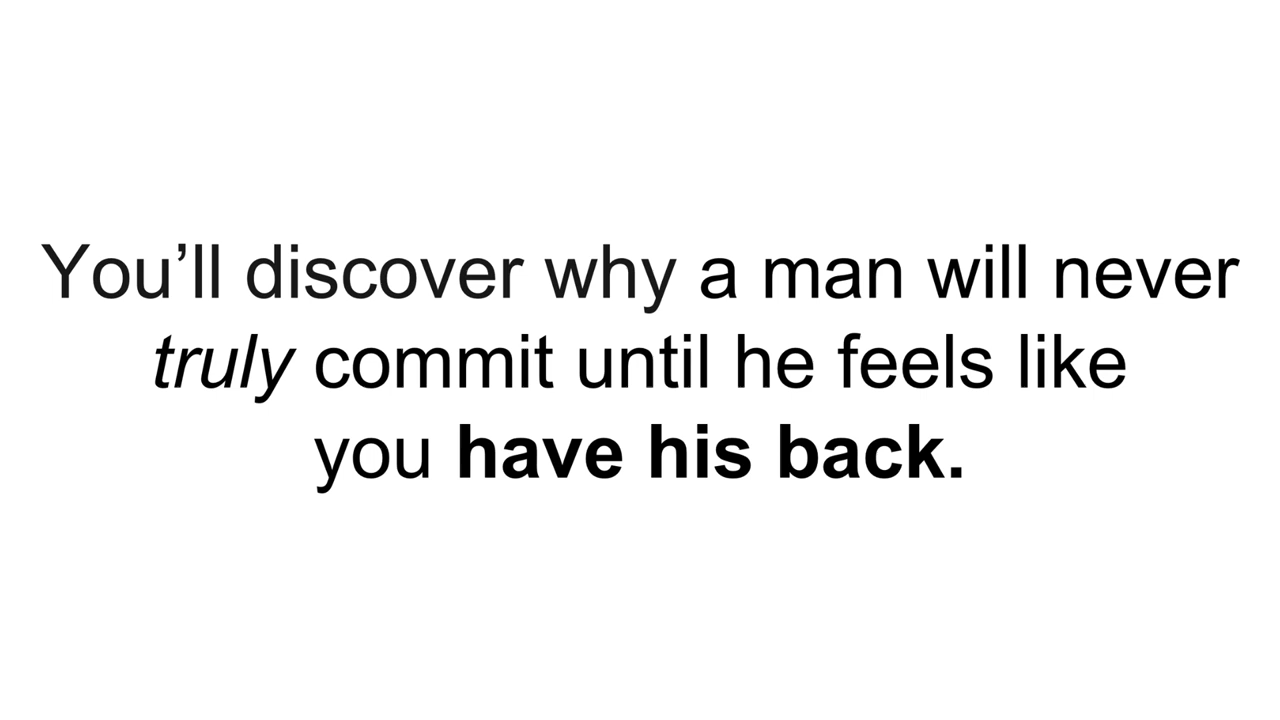 You’ll discover why a man will never
truly commit until he feels like
you have his back.